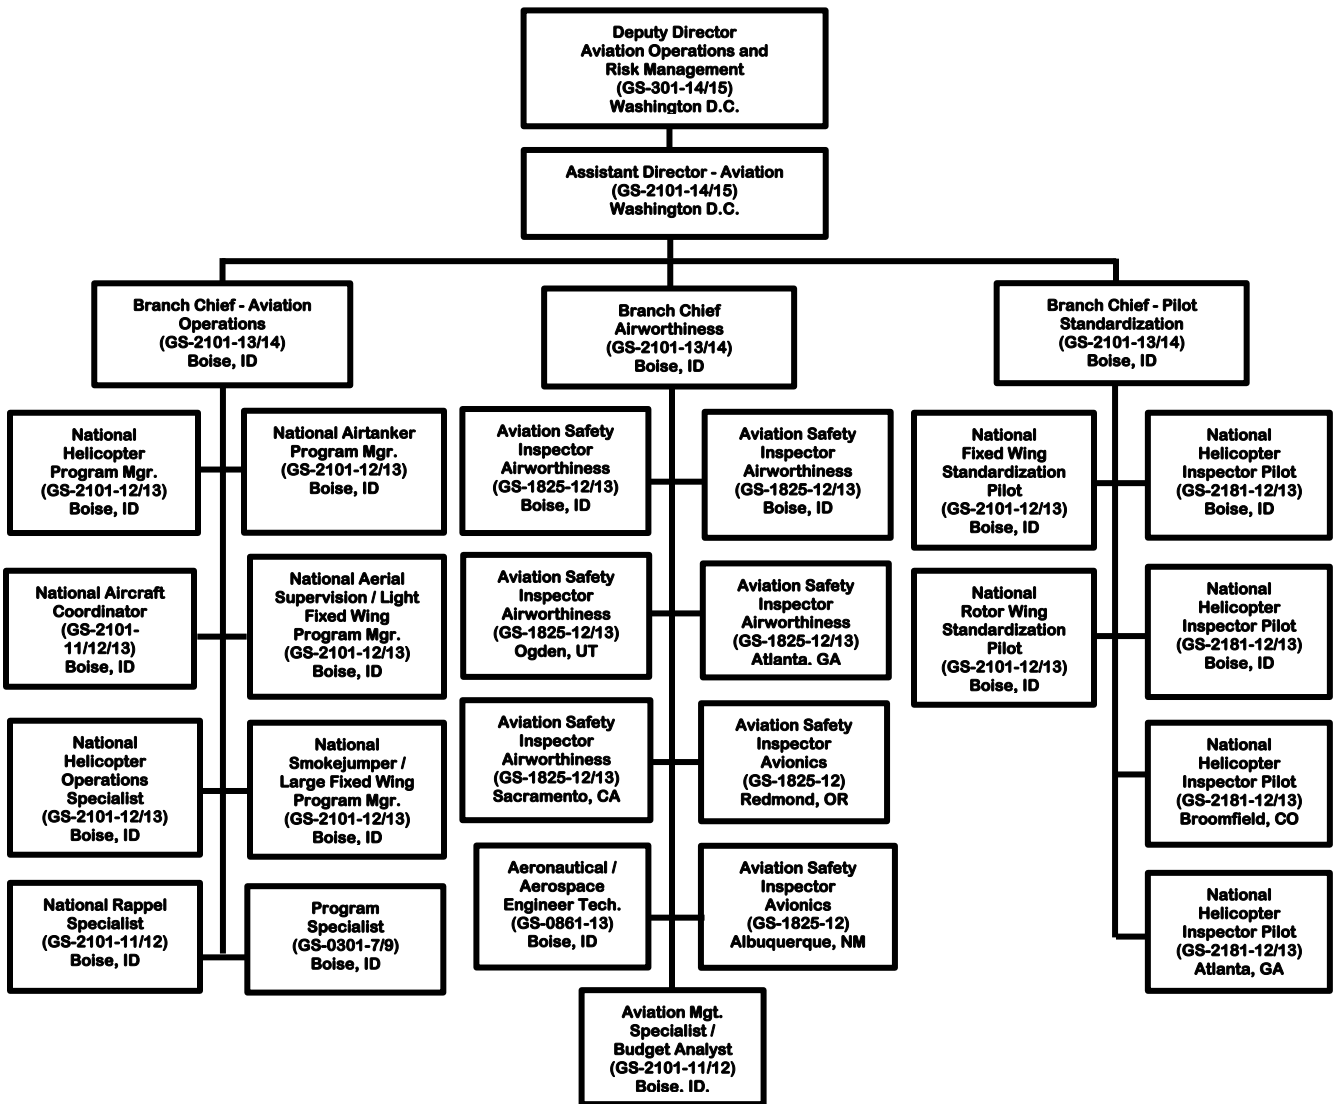 Deputy Director
Aviation Operations and
Risk Management
(GS-301-14/15)
Washington D.C.
Assistant Director - Aviation
(GS-2101-14/15)
Washington D.C.
Branch Chief - Aviation
Operations
(GS-2101-13/14)
Boise, ID
Branch Chief
Airworthiness
(GS-2101-13/14)
Boise, ID
Branch Chief - Pilot
Standardization
(GS-2101-13/14)
Boise, ID
National
Helicopter
Program Mgr.
(GS-2101-12/13)
Boise, ID
National Airtanker
Program Mgr.
(GS-2101-12/13)
Boise, ID
National Aircraft
Coordinator
(GS-2101-
11/12/13)
Boise, ID
National Aerial
Supervision / Light
Fixed Wing
Program Mgr.
(GS-2101-12/13)
Boise, ID
National
Helicopter
Operations
Specialist
(GS-2101-12/13)
Boise, ID
National
Smokejumper /
Large Fixed Wing
Program Mgr.
(GS-2101-12/13)
Boise, ID
National Rappel
Specialist
(GS-2101-11/12)
Boise, ID
Program
Specialist
(GS-0301-7/9)
Boise, ID
Aviation Safety
Inspector
Airworthiness
(GS-1825-12/13)
Boise, ID
Aviation Safety
Inspector
Airworthiness
(GS-1825-12/13)
Boise, ID
Aviation Safety
Inspector
Airworthiness
(GS-1825-12/13)
Ogden, UT
Aviation Safety
Inspector
Airworthiness
(GS-1825-12/13)
Atlanta, GA
Aviation Safety
Inspector
Airworthiness
(GS-1825-12/13)
Sacramento, CA
Aviation Safety
Inspector
Avionics
(GS-1825-12)
Redmond, OR
Aeronautical /
Aerospace
Engineer Tech.
(GS-0861-13)
Boise, ID
Aviation Safety
Inspector
Avionics
(GS-1825-12)
Albuquerque, NM
Aviation Mgt.
Specialist /
Budget Analyst
(GS-2101-11/12)
Boise, ID.
National
Fixed Wing
Standardization
Pilot
(GS-2101-12/13)
Boise, ID
National
Helicopter
Inspector Pilot
(GS-2181-12/13)
Boise, ID
National
Rotor Wing
Standardization
Pilot
(GS-2101-12/13)
Boise, ID
National
Helicopter
Inspector Pilot
(GS-2181-12/13)
Boise, ID
National
Helicopter
Inspector Pilot
(GS-2181-12/13)
Broomfield, CO
National
Helicopter
Inspector Pilot
(GS-2181-12/13)
Atlanta, GA